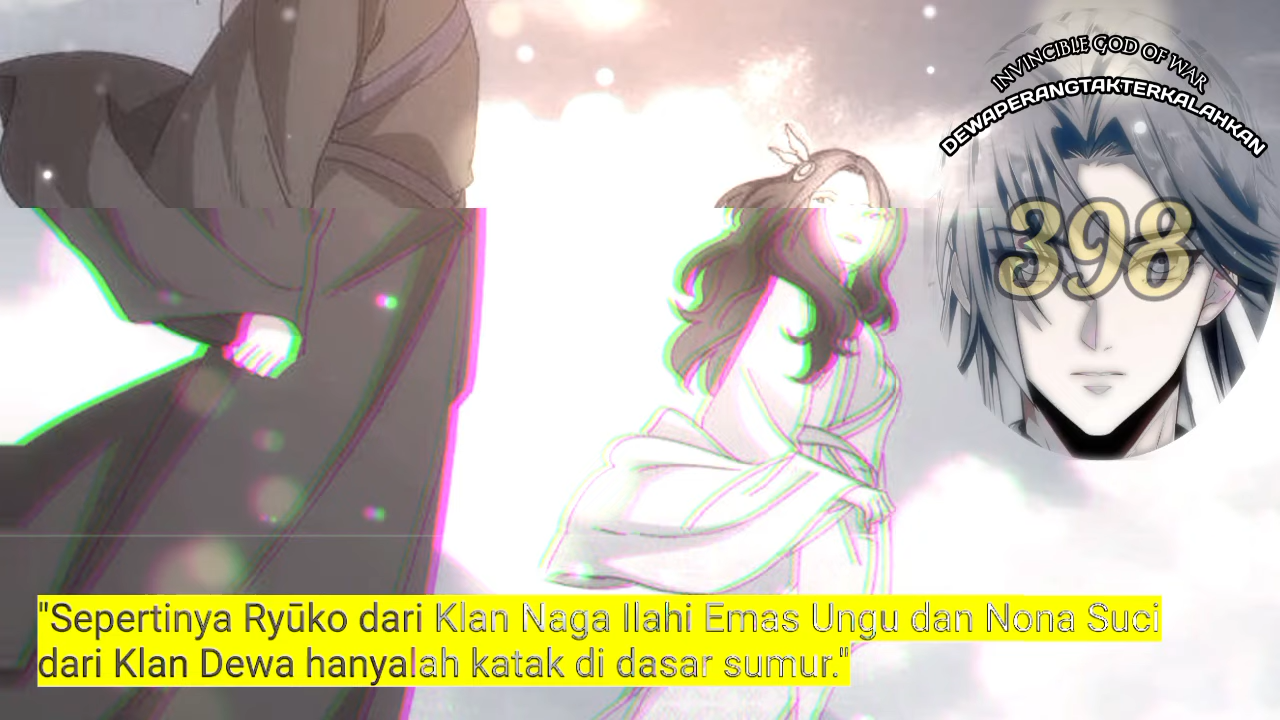 INVINCIBLE GOD OF WAR
DEWAPERANGTAKTERKALAHKAN
398
"Sepertinya Ryūko dari Klan Naga Ilahi Emas Ungu dan Nona Suci
dari Klan Dewa hanyalah katak di dasar sumur."